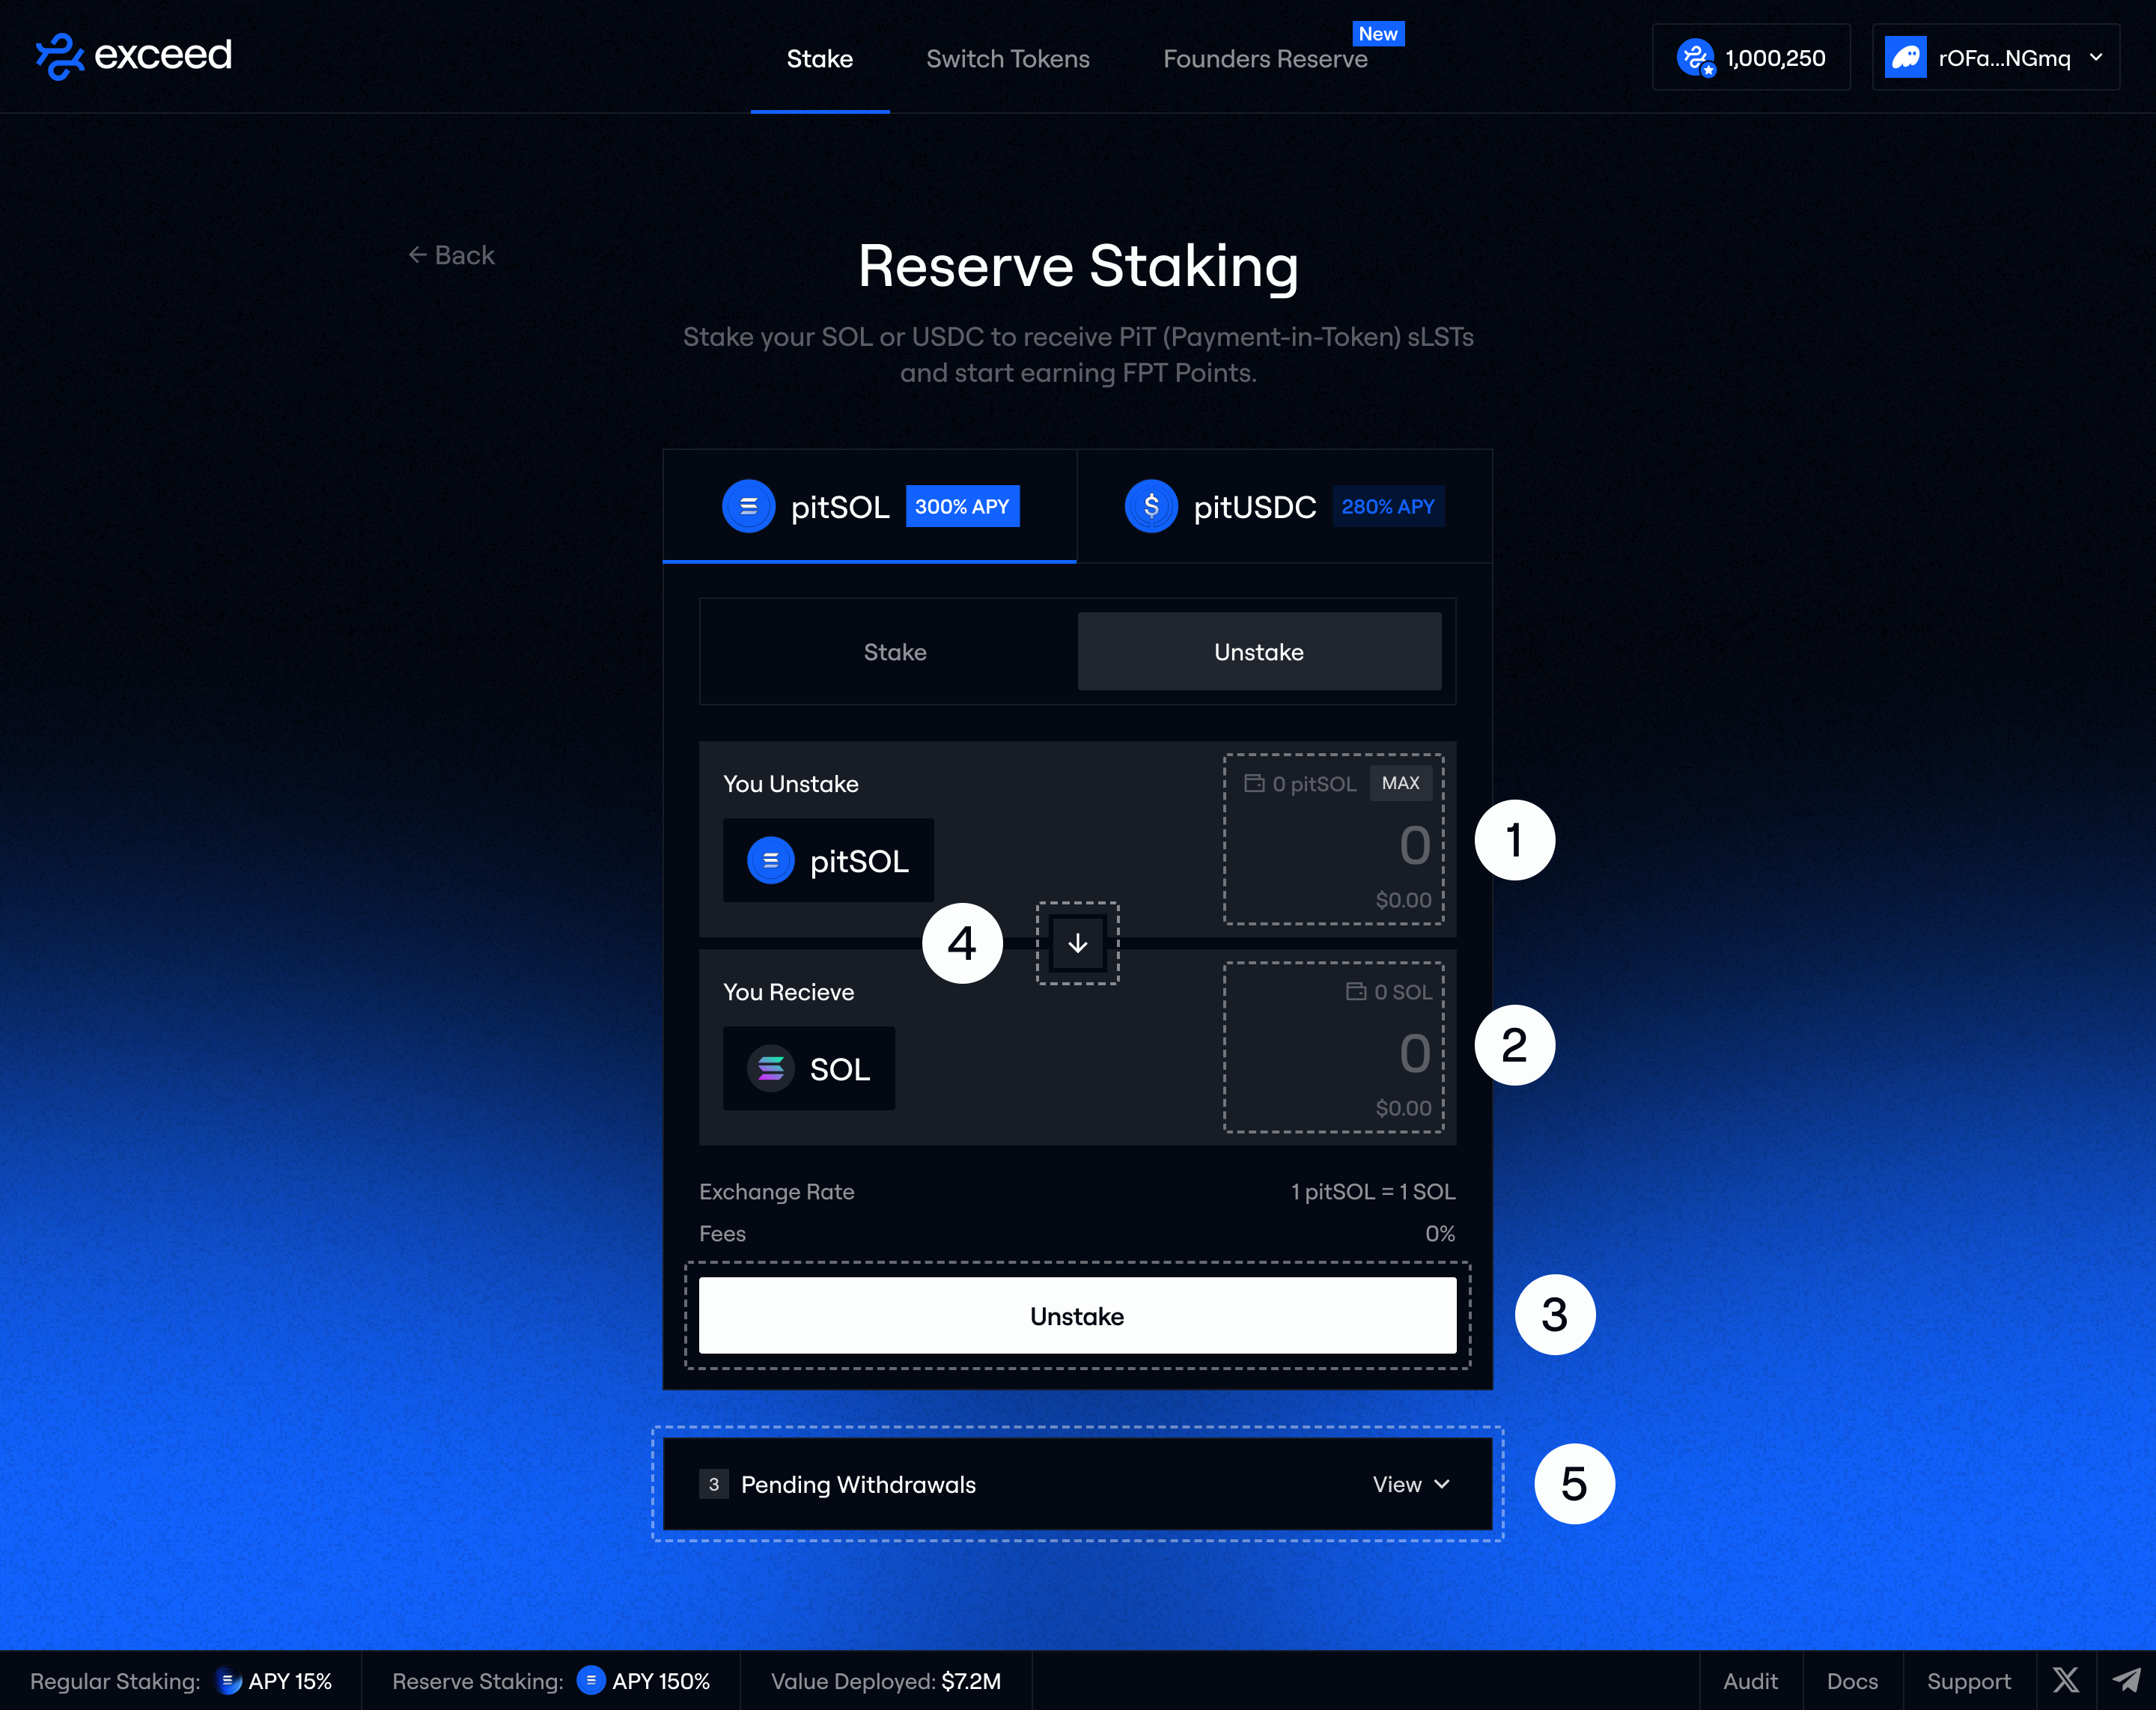 exceed
Stake
Switch Tokens
Founders Reserve
New
1,000,250
rOFa...NGmq
← Back
Reserve Staking
Stake your SOL or USDC to receive PiT (Payment-in-Token) sLSTs
and start earning FPT Points.
pitSOL 300% APY
pitUSDC 280% APY
Stake
Unstake
You Unstake
0 pitSOL MAX
pitSOL
0
$0.00
1
4
You Recieve
0 SOL
SOL
0
$0.00
2
Exchange Rate 1 pitSOL = 1 SOL
Fees 0%
Unstake
3
3 Pending Withdrawals View
5
Regular Staking: APY 15%
Reserve Staking: APY 150%
Value Deployed: $7.2M
Audit
Docs
Support
X